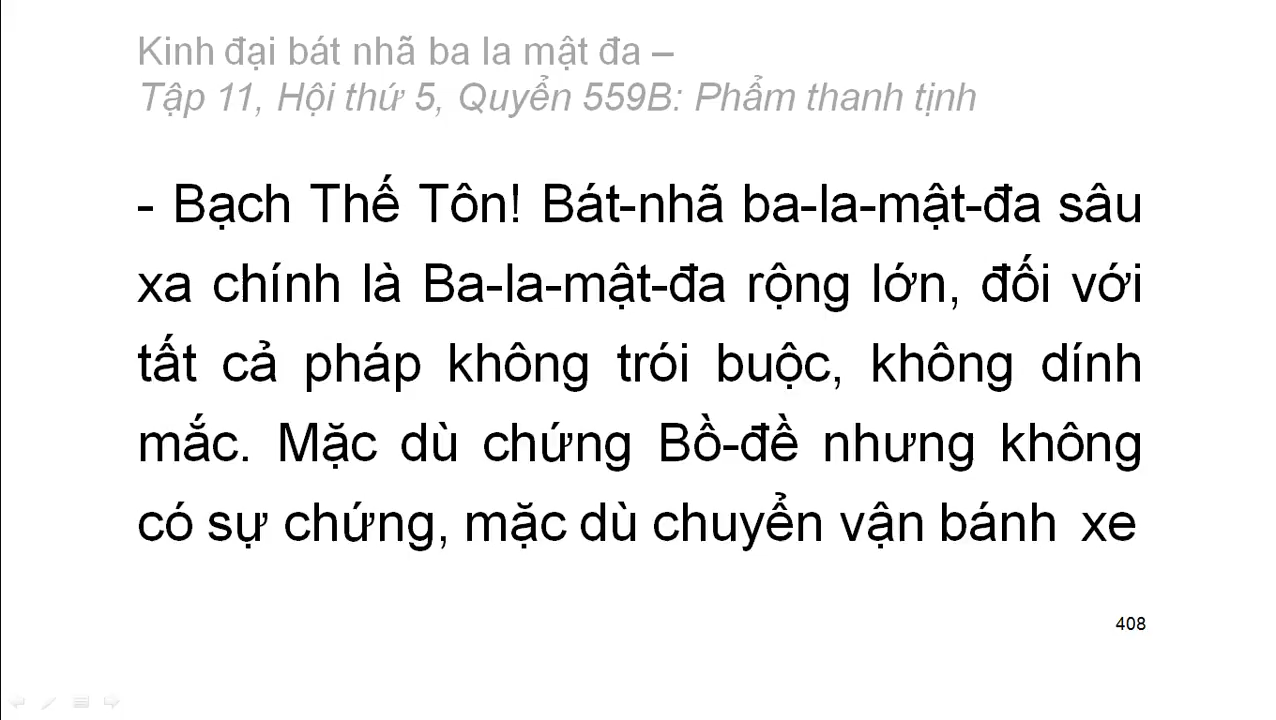 Kinh đại bát nhã ba la mật đa –
Tập 11, Hội thứ 5, Quyển 559B: Phẩm thanh tịnh
- Bạch Thế Tôn! Bát-nhã ba-la-mật-đa sâu
xa chính là Ba-la-mật-đa rộng lớn, đối với
tất cả pháp không trói buộc, không dính
mắc. Mặc dù chứng Bồ-đề nhưng không
có sự chứng, mặc dù chuyển vận bánh xe
408